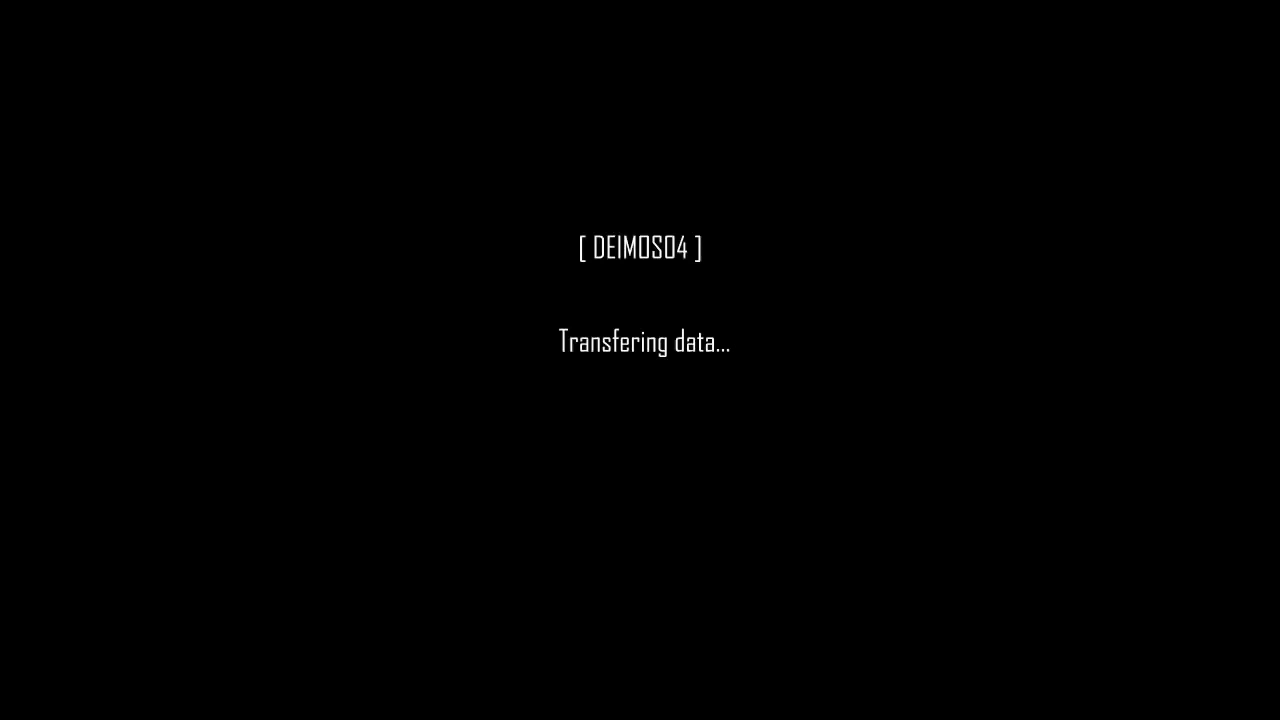 [ DEIMOS04 ]
Transfering data...